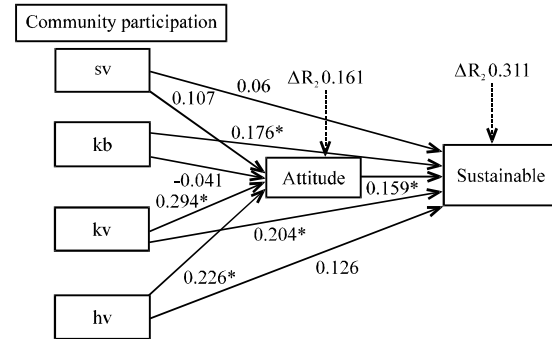 Community participation
sv
kb
kv
hv
ΔR₂ 0.161
ΔR₂ 0.311
0.06
0.107
0.176*
-0.041
0.294*
Attitude
0.159*
Sustainable
0.204*
0.226*
0.126